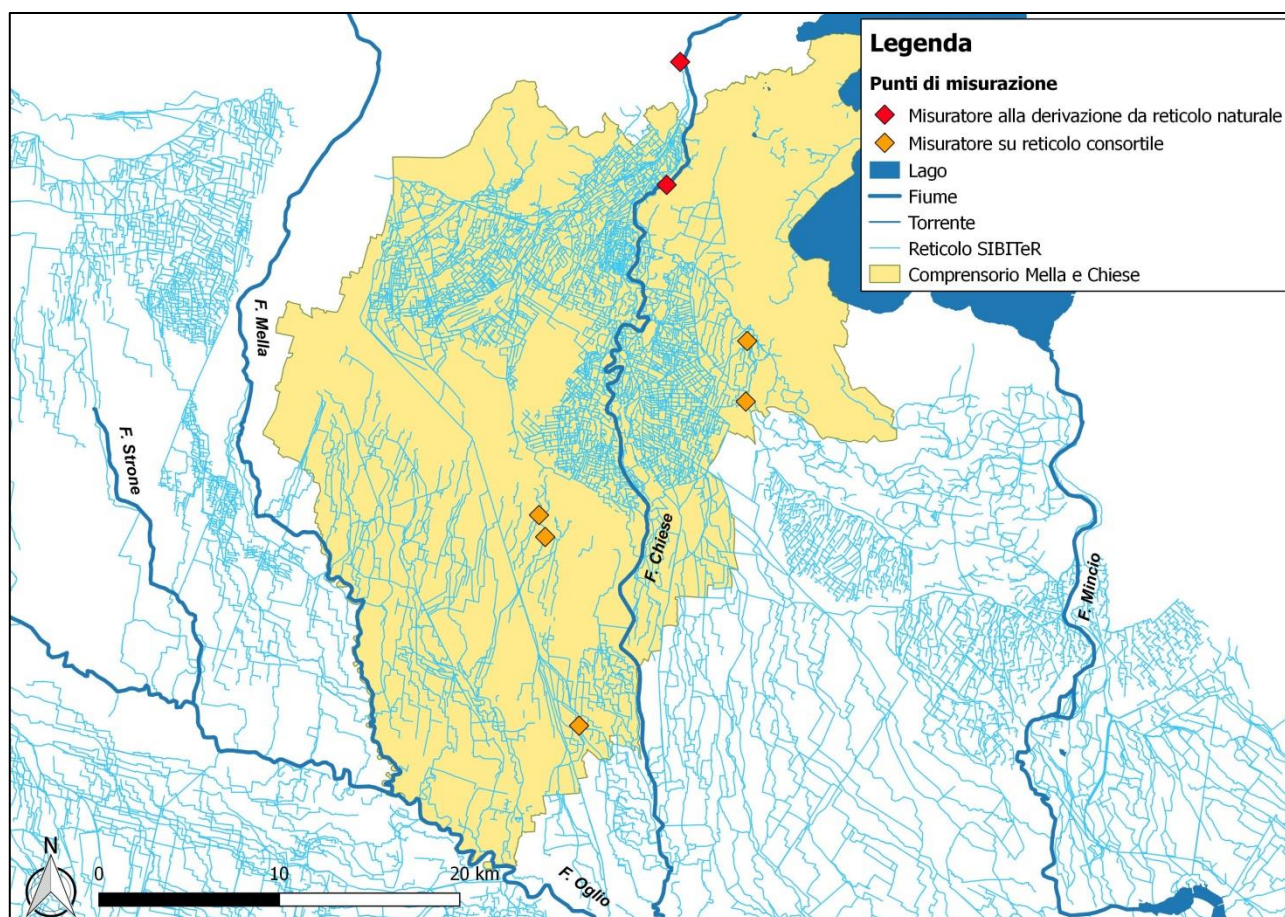 Legenda
Punti di misurazione
Misuratore alla derivazione da reticolo naturale
Misuratore su reticolo consortile
Lago
Fiume
Torrente
Reticolo SIBITeR
Comprensorio Mella e Chiese
F. Mella
F. Strone
F. Chiese
F. Mincio
F. Oglio
N
0 10 20 km